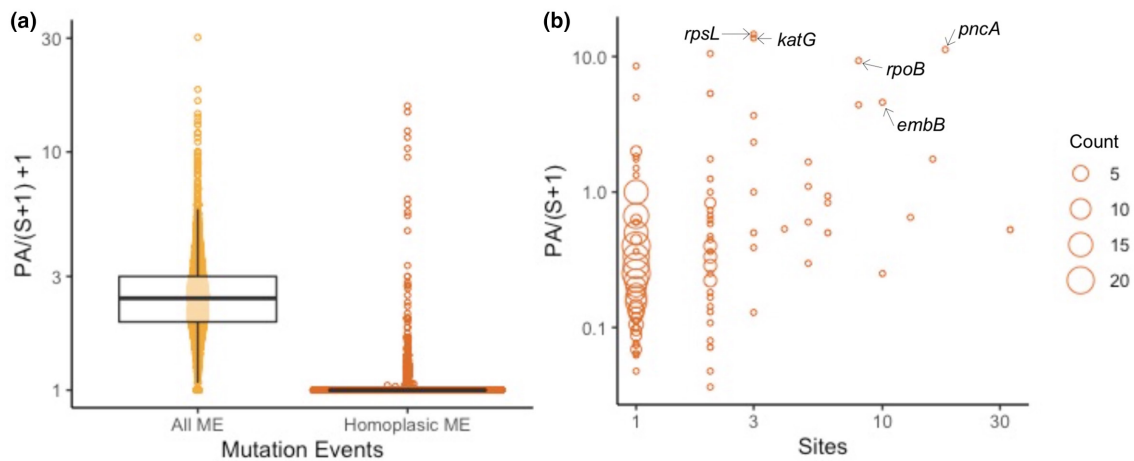 (a)
PA/(S+1) +1
30
10
3
1
All ME
Homoplasic ME
Mutation Events
(b)
PA/(S+1)
10.0
1.0
0.1
rpsL
katG
pncA
rpoB
embB
1
3
10
30
Sites
Count
5
10
15
20